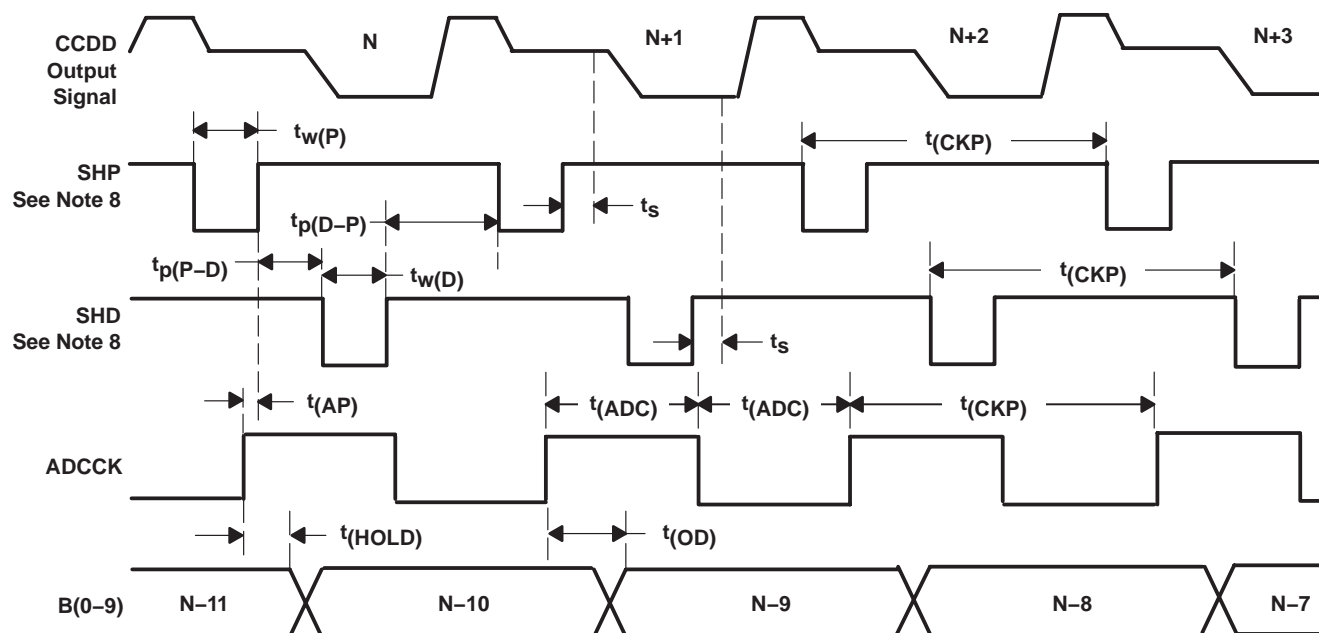 CCDD
Output
Signal
N
N+1
N+2
N+3
tw(P)
t(CKP)
SHP
See Note 8
tp(D–P)
ts
tp(P–D)
tw(D)
t(CKP)
SHD
See Note 8
ts
t(AP)
t(ADC)
t(ADC)
t(CKP)
ADCCK
t(HOLD)
t(OD)
B(0–9)
N–11
N–10
N–9
N–8
N–7